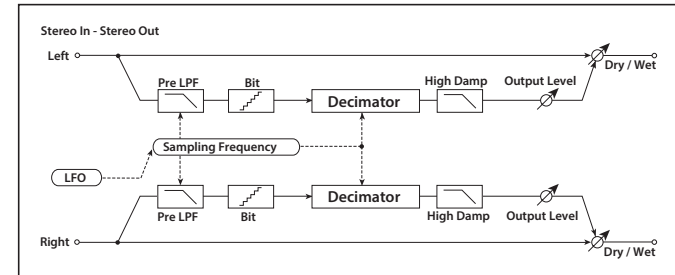 Stereo In - Stereo Out
Left
Dry / Wet
Pre LPF
Bit
Decimator
High Damp
Output Level
Sampling Frequency
LFO
Decimator
Pre LPF
Bit
High Damp
Output Level
Right
Dry / Wet